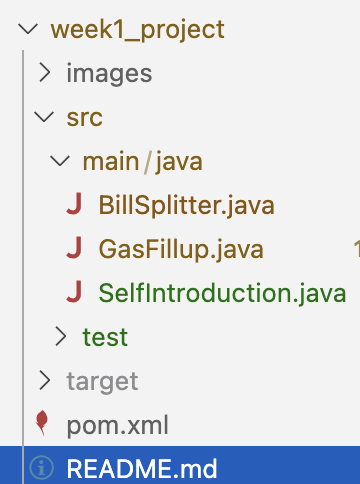 week1_project
images
src
main/java
BillSplitter.java
GasFillup.java 1
SelfIntroduction.java
test
target
pom.xml
README.md